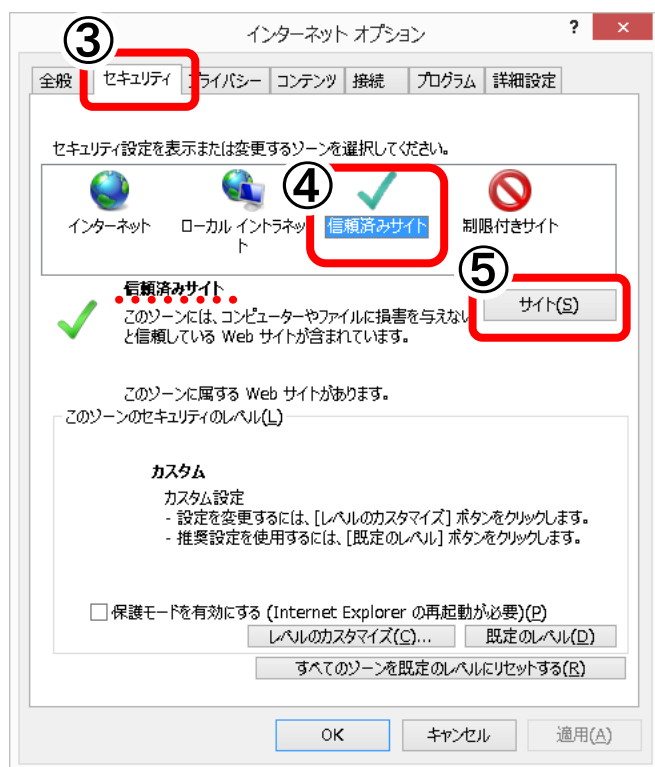 ③
インターネット オプション
? ×
全般 セキュリティ プライバシー コンテンツ 接続 プログラム 詳細設定
セキュリティ設定を表示または変更するゾーンを選択してください。
④
インターネット ローカル イントラネット 信頼済みサイト 制限付きサイト
⑤
信頼済みサイト
サイト(S)
このゾーンには、コンピューターやファイルに損害を与えない
と信頼している Web サイトが含まれています。
このゾーンに属する Web サイトがあります。
このゾーンのセキュリティのレベル(L)
カスタム
カスタム設定
- 設定を変更するには、[レベルのカスタマイズ] ボタンをクリックします。
- 推奨設定を使用するには、[既定のレベル] ボタンをクリックします。
保護モードを有効にする (Internet Explorer の再起動が必要)(P)
レベルのカスタマイズ(C)... 既定のレベル(D)
すべてのゾーンを既定のレベルにリセットする(R)
OK キャンセル 適用(A)